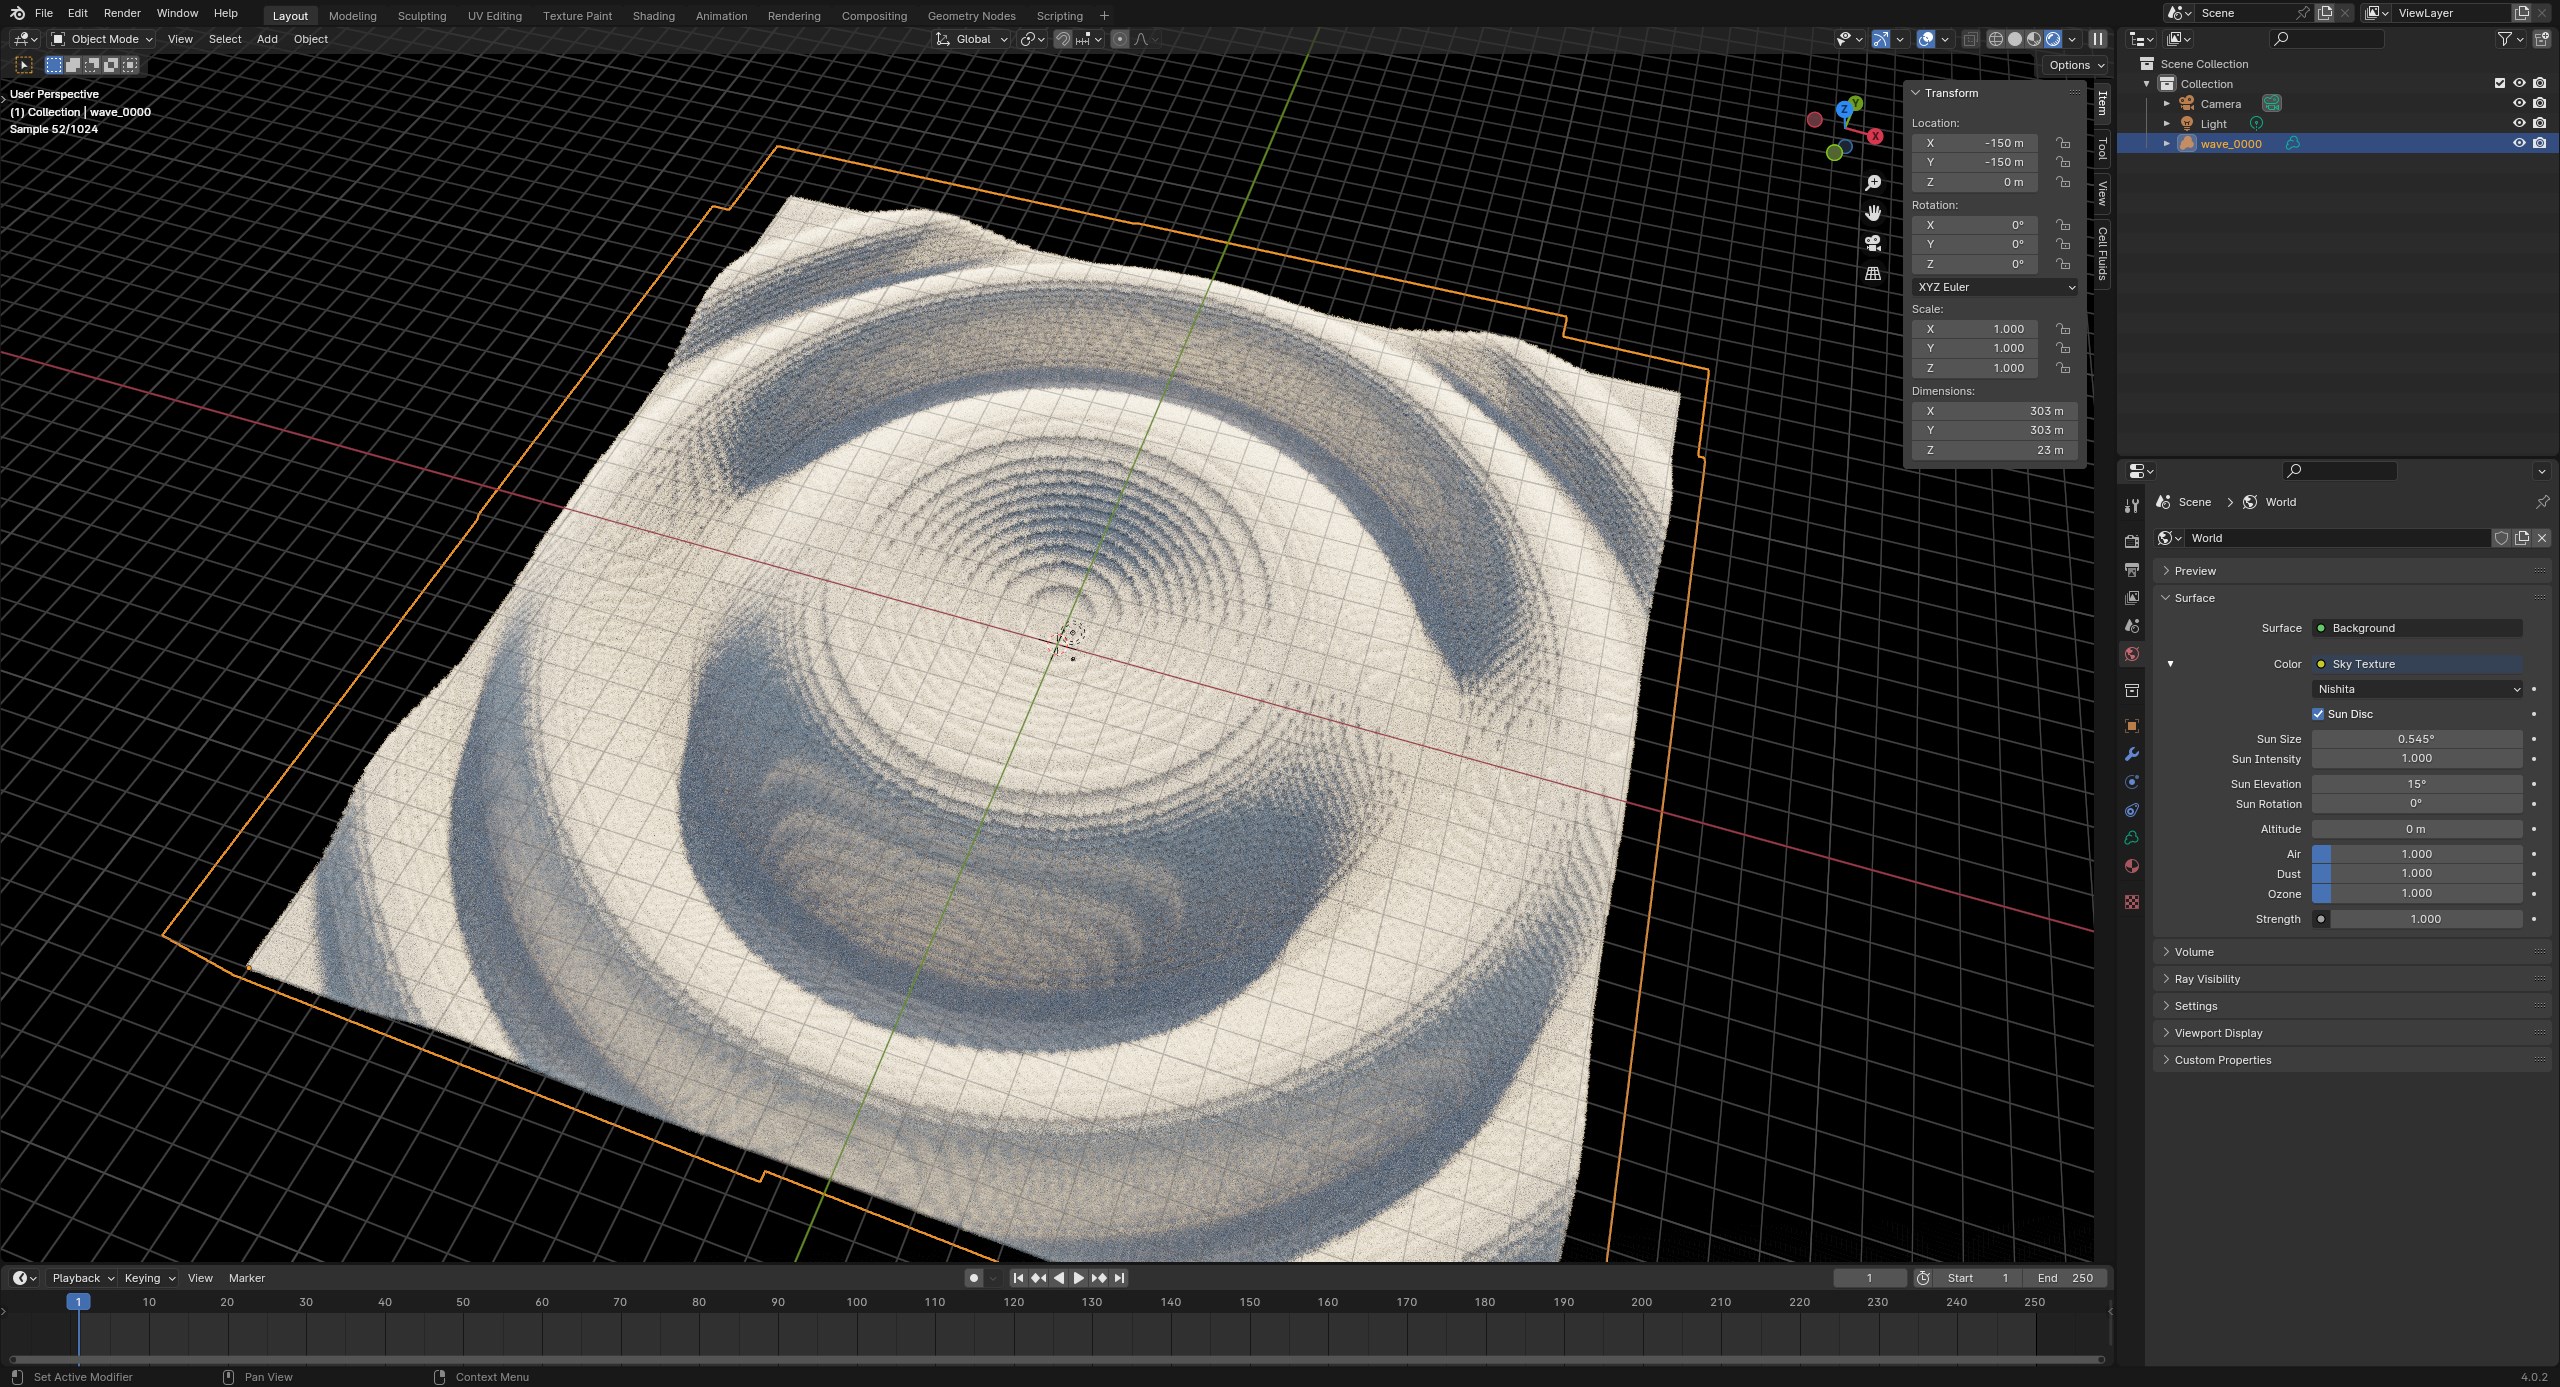 File Edit Render Window Help Layout Modeling Sculpting UV Editing Texture Paint Shading Animation Rendering Compositing Geometry Nodes Scripting + Scene ViewLayer
Object Mode View Select Add Object Global
Options
User Perspective
(1) Collection | wave_0000
Sample 52/1024
Transform
Location:
X -150 m
Y -150 m
Z 0 m
Rotation:
X 0°
Y 0°
Z 0°
XYZ Euler
Scale:
X 1.000
Y 1.000
Z 1.000
Dimensions:
X 303 m
Y 303 m
Z 23 m
Item
Tool
View
Cell Fluids
Z Y
X
Scene Collection
Collection
Camera
Light
wave_0000
Scene > World
World
Preview
Surface
Surface Background
Color Sky Texture
Nishita
Sun Disc
Sun Size 0.545°
Sun Intensity 1.000
Sun Elevation 15°
Sun Rotation 0°
Altitude 0 m
Air 1.000
Dust 1.000
Ozone 1.000
Strength 1.000
Volume
Ray Visibility
Settings
Viewport Display
Custom Properties
Playback Keying View Marker 1 Start 1 End 250
1 10 20 30 40 50 60 70 80 90 100 110 120 130 140 150 160 170 180 190 200 210 220 230 240 250
Set Active Modifier Pan View Context Menu 4.0.2